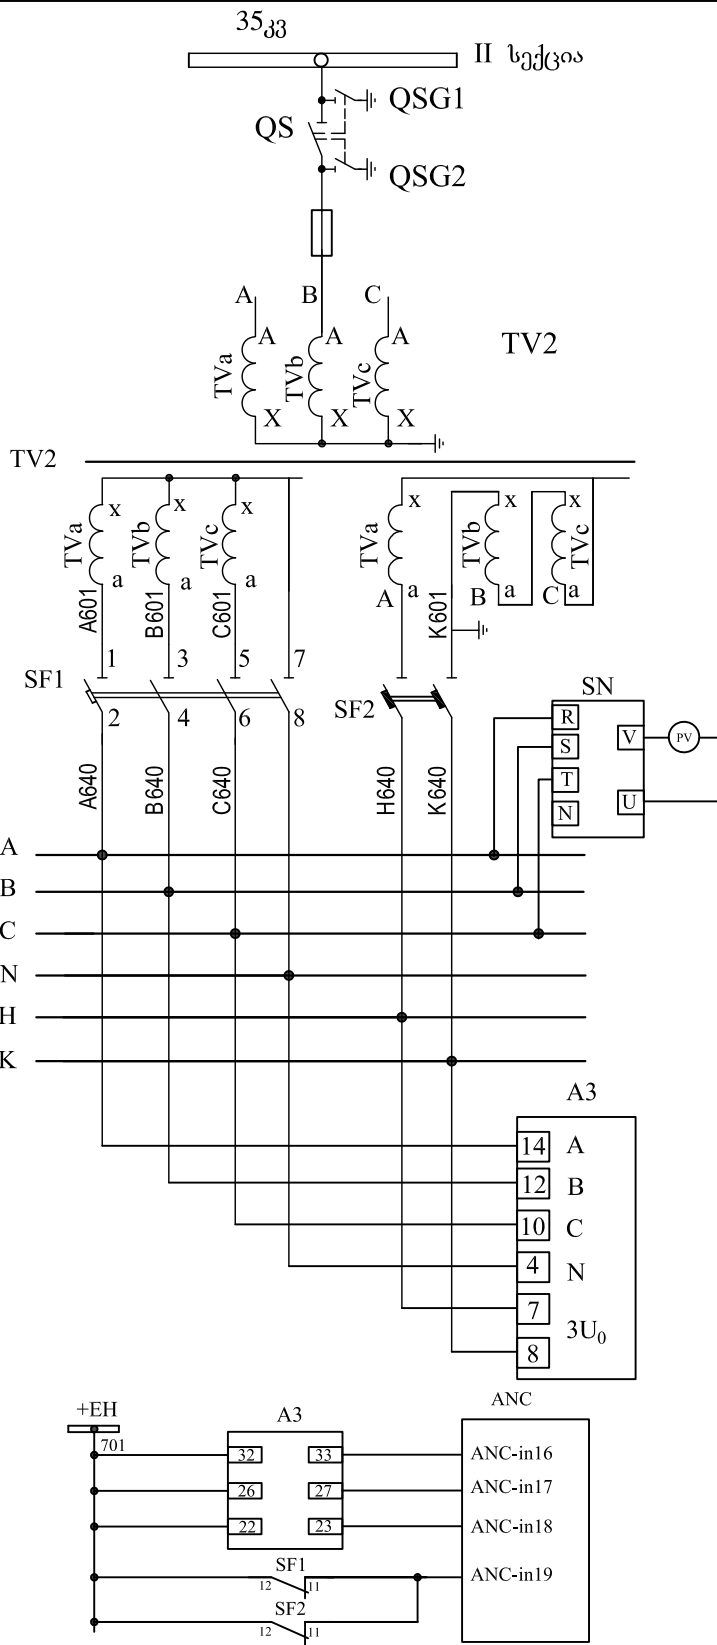 35კვ
II სექცია
QSG1
QS
QSG2
A B C
A A A
TVa TVb TVc
TV2
X X X
TV2
x x x x x x
TVa TVb TVc TVa TVb TVc
a a a a a a
A B C
A601 B601 C601 K601
1 3 5 7
SF1
2 4 6 8
SF2
SN
R
S
T
N
V
U
PV
A640 B640 C640 H640 K640
A
B
C
N
H
K
A3
14 A
12 B
10 C
4 N
7
3U0
8
+EH
701
A3
ANC
32 33 ANC-in16
26 27 ANC-in17
22 23 ANC-in18
SF1
12 11 ANC-in19
SF2
12 11